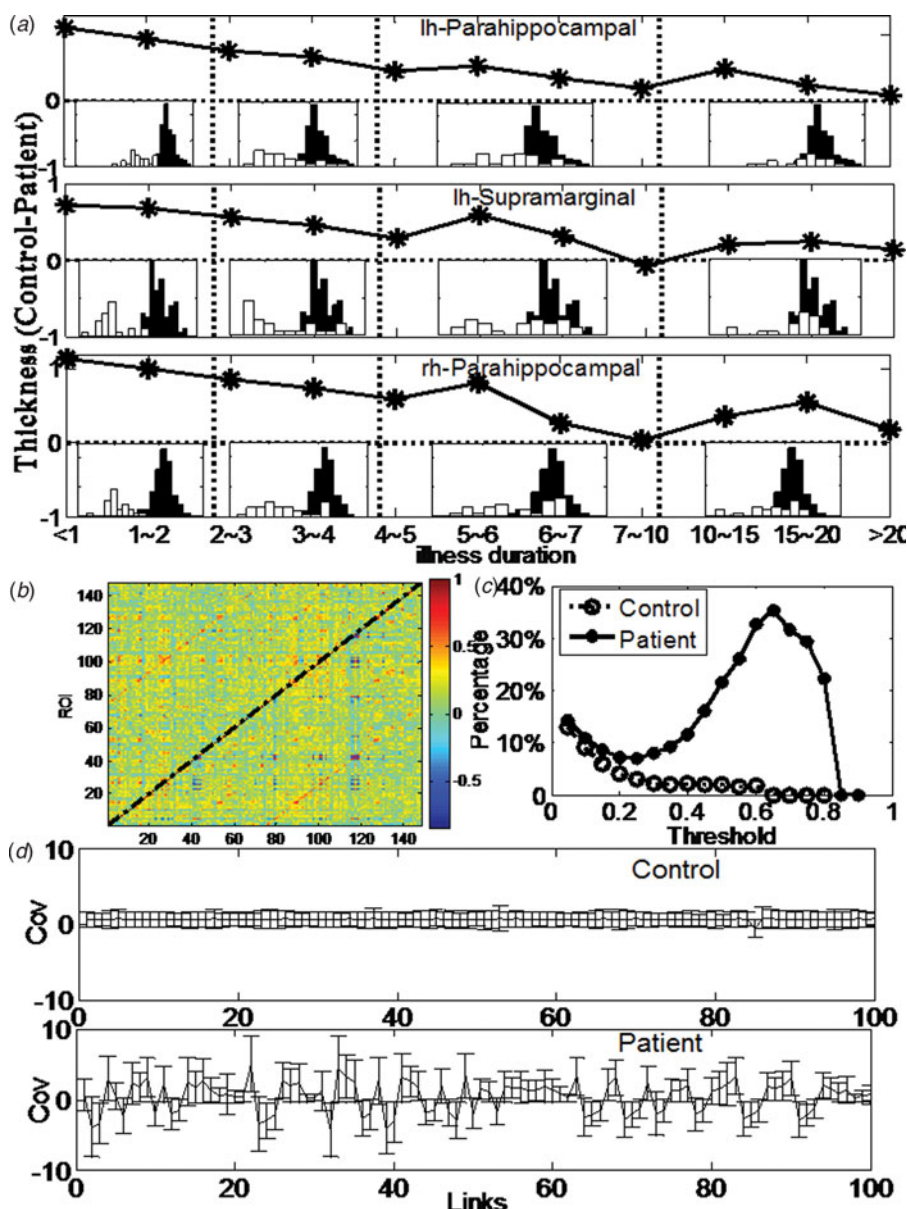 (a)
lh-Parahippocampal
0
-1
1
lh-Supramarginal
0
-1
1
rh-Parahippocampal
0
-1
Thickness (Control-Patient)
<1 1~2 2~3 3~4 4~5 5~6 6~7 7~10 10~15 15~20 >20
illness duration
(b)
140
120
100
80
60
40
20
ROI
20 40 60 80 100 120 140
1
0.5
0
-0.5
(c)
40%
30%
20%
10%
0
Percentage
Control
Patient
0 0.2 0.4 0.6 0.8 1
Threshold
(d)
10
0
-10
Cov
Control
0 20 40 60 80 100
10
0
-10
Cov
Patient
0 20 40 60 80 100
Links